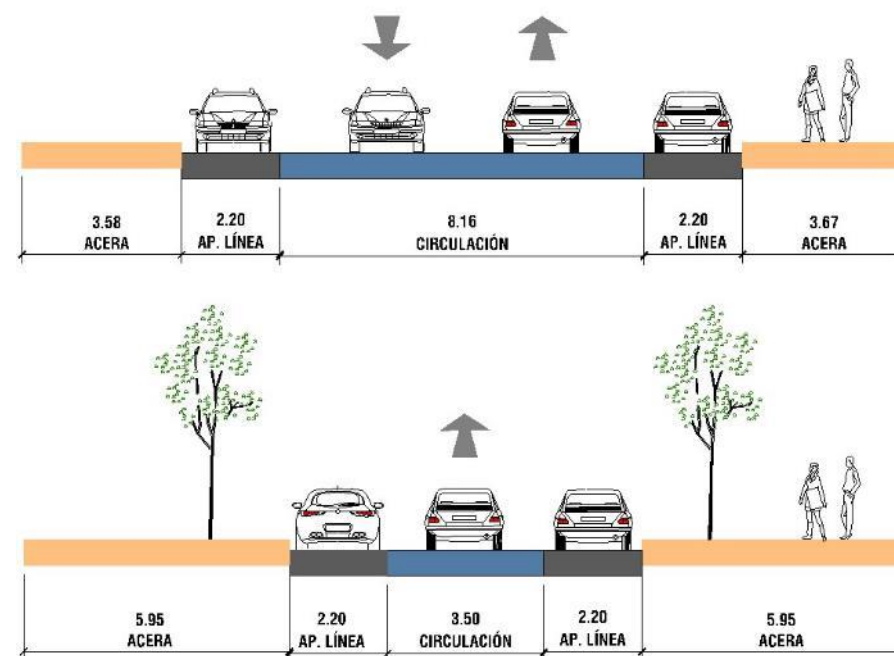 3.58
ACERA
2.20
AP. LÍNEA
8.16
CIRCULACIÓN
2.20
AP. LÍNEA
3.67
ACERA
5.95
ACERA
2.20
AP. LÍNEA
3.50
CIRCULACIÓN
2.20
AP. LÍNEA
5.95
ACERA